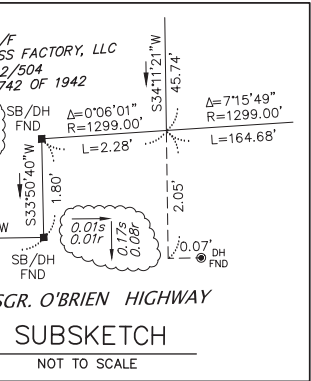 /F
SS FACTORY, LLC
2/504
742 OF 1942
SB/DH
FND
Δ=0°06'01"
R=1299.00'
L=2.28'
S34°11'21"W
45.74'
Δ=7°15'49"
R=1299.00'
L=164.68'
S33°50'40"W
1.80'
2.05'
0.01s
0.01r
0.17s
0.08r
W
SB/DH
FND
0.07'
DH
FND
SGR. O'BRIEN HIGHWAY
SUBSKETCH
NOT TO SCALE